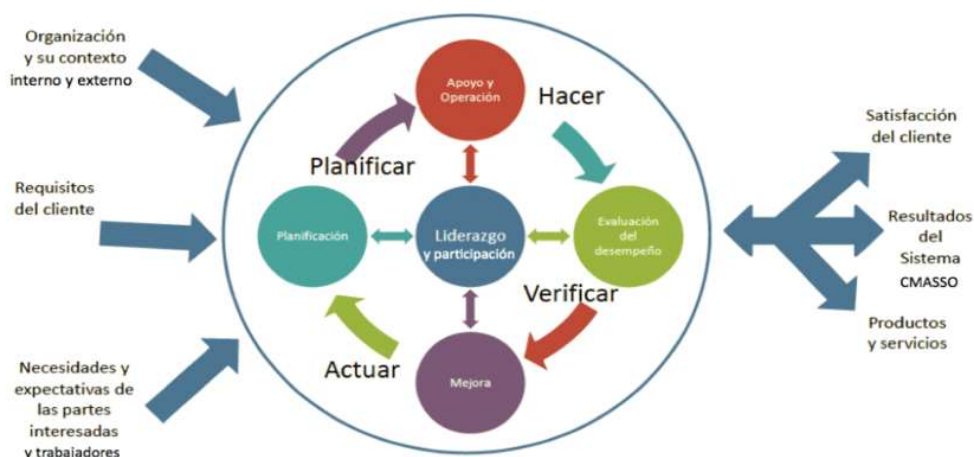 Organización
y su contexto
interno y externo
Requisitos
del cliente
Necesidades y
expectativas de
las partes
interesadas
y trabajadores
Apoyo y
Operación
Hacer
Planificar
Planificación
Liderazgo
y participación
Evaluación
del
desempeño
Verificar
Actuar
Mejora
Satisfacción
del cliente
Resultados
del
Sistema
CMASSO
Productos
y servicios